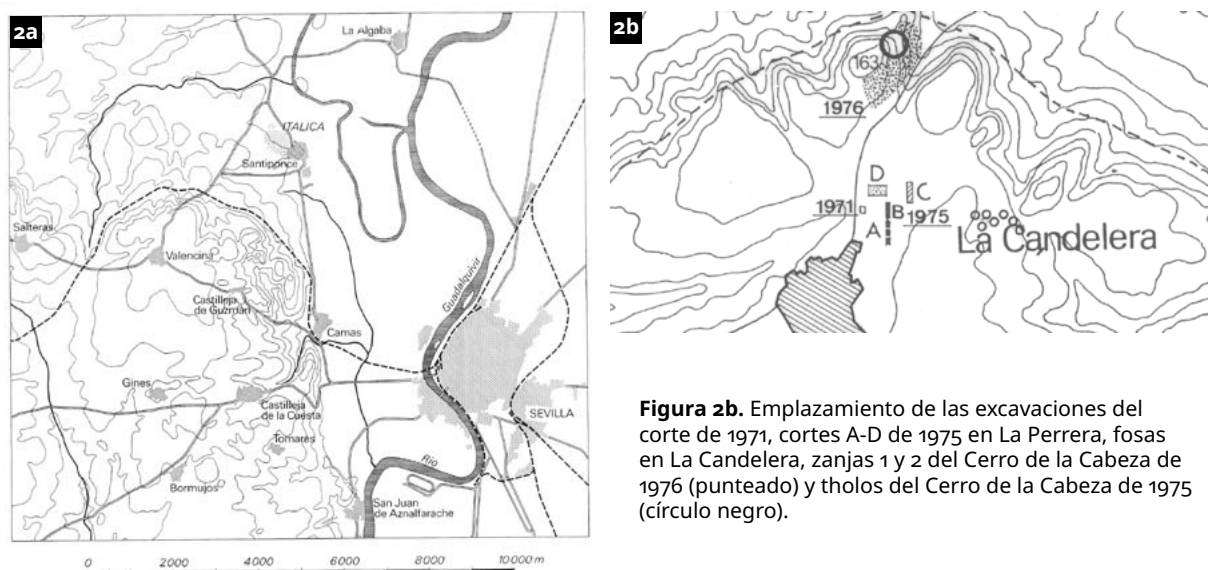 2a
La Algaba
ITALICA
Santiponce
Salteras
Valencina
Guadalquivir
Castilleja
de Guzmán
Camas
Gines
Castilleja
de la Cuesta
SEVILLA
Tomares
Río
Bormujos
San Juan
de Aznalfarache
0 2000 4000 6000 8000 10000 m
2b
163
1976
D
C
1971
B
1975
A
La Candelera
Figura 2b. Emplazamiento de las excavaciones del
corte de 1971, cortes A-D de 1975 en La Perrera, fosas
en La Candelera, zanjas 1 y 2 del Cerro de la Cabeza de
1976 (punteado) y tholos del Cerro de la Cabeza de 1975
(círculo negro).